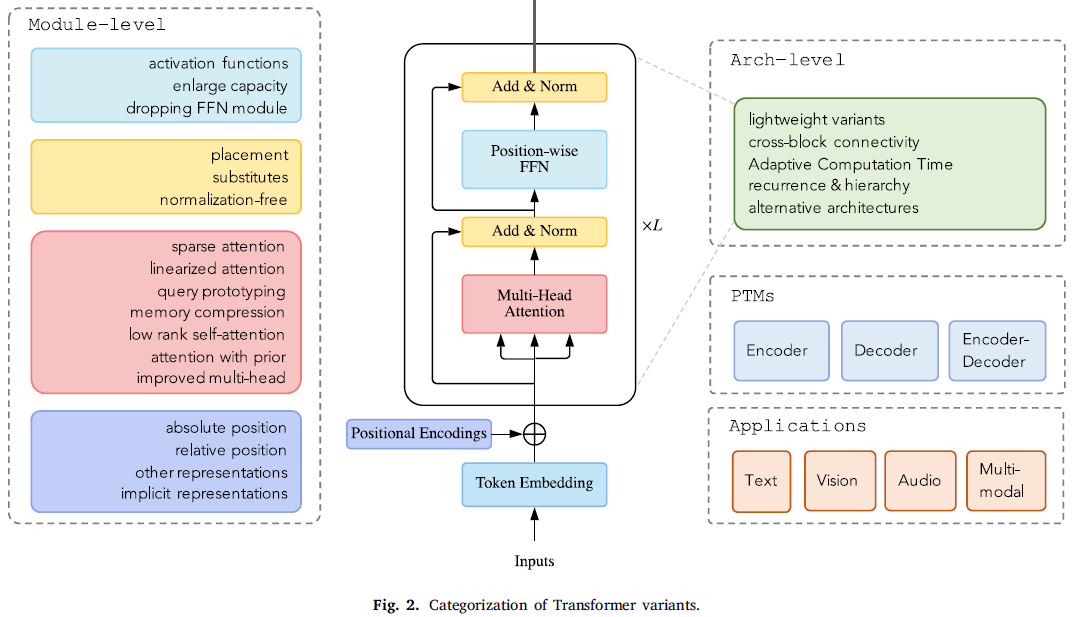 Module-level
activation functions
enlarge capacity
dropping FFN module
placement
substitutes
normalization-free
sparse attention
linearized attention
query prototyping
memory compression
low rank self-attention
attention with prior
improved multi-head
absolute position
relative position
other representations
implicit representations
Add & Norm
Position-wise
FFN
Add & Norm
Multi-Head
Attention
×L
Positional Encodings
Token Embedding
Inputs
Arch-level
lightweight variants
cross-block connectivity
Adaptive Computation Time
recurrence & hierarchy
alternative architectures
PTMs
Encoder
Decoder
Encoder-
Decoder
Applications
Text
Vision
Audio
Multi-
modal
Fig. 2. Categorization of Transformer variants.